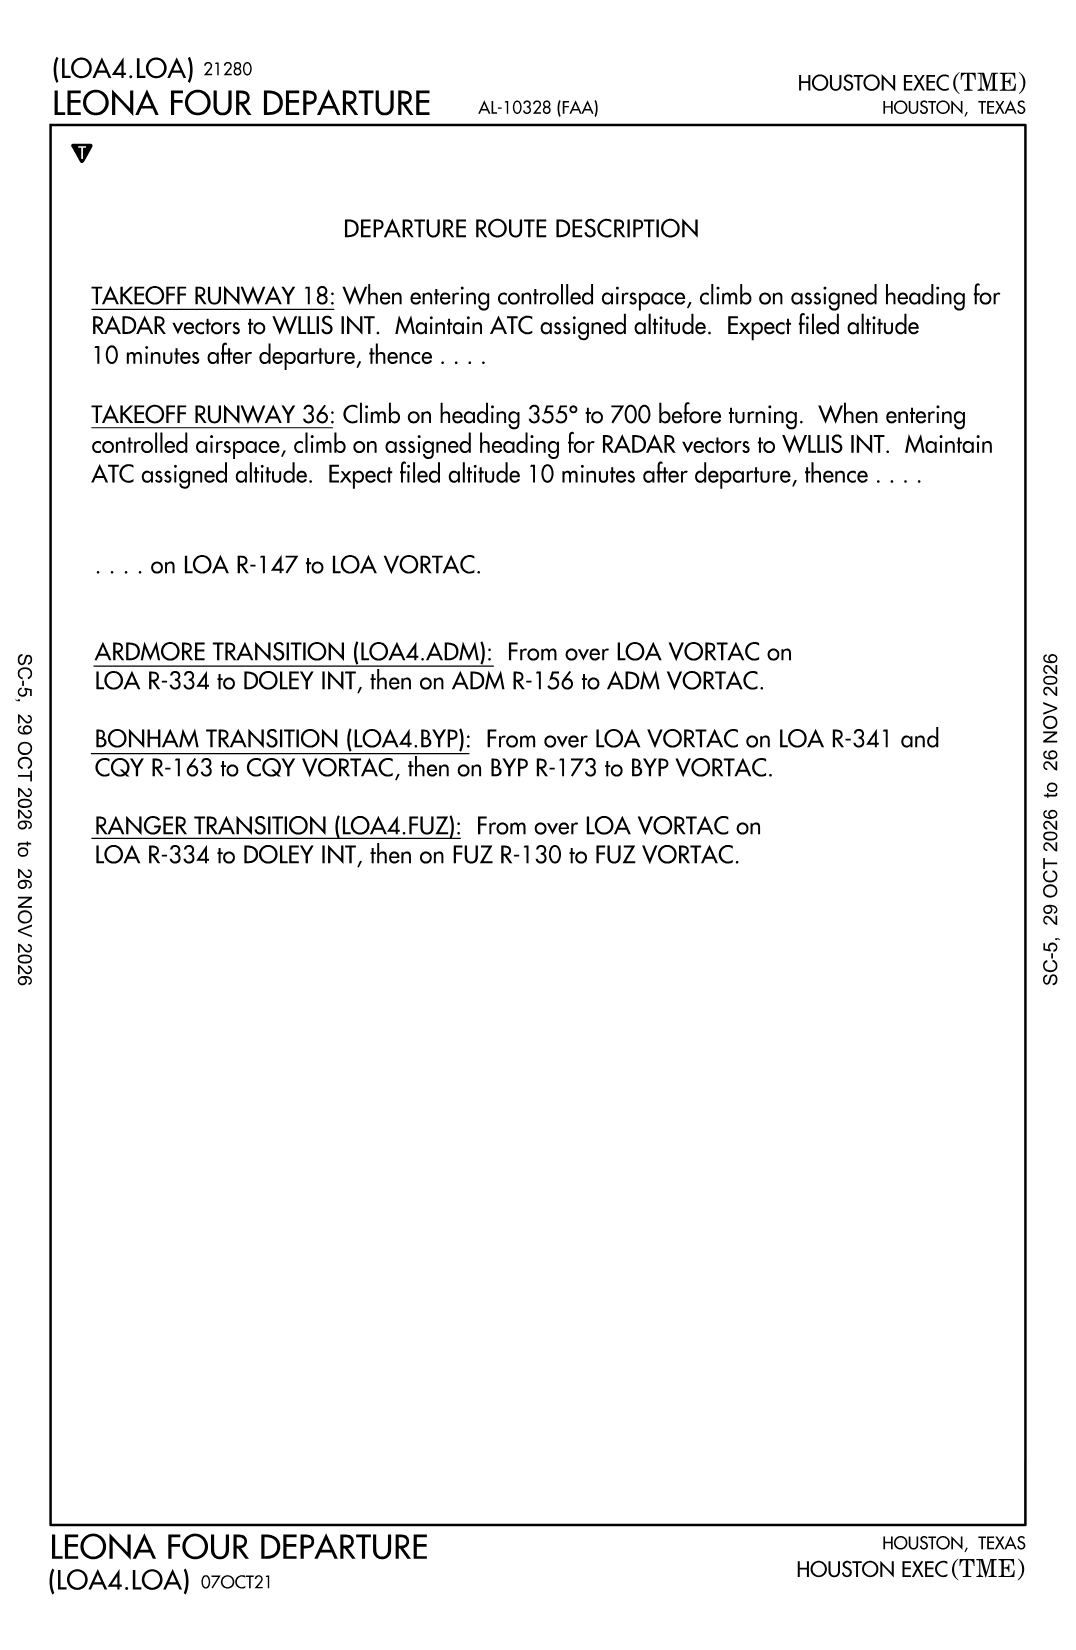 (LOA4.LOA) 21280
LEONA FOUR DEPARTURE
AL-10328 (FAA)
HOUSTON EXEC(TME)
HOUSTON, TEXAS
T
DEPARTURE ROUTE DESCRIPTION
TAKEOFF RUNWAY 18: When entering controlled airspace, climb on assigned heading for
RADAR vectors to WLLIS INT. Maintain ATC assigned altitude. Expect filed altitude
10 minutes after departure, thence . . . .
TAKEOFF RUNWAY 36: Climb on heading 355° to 700 before turning. When entering
controlled airspace, climb on assigned heading for RADAR vectors to WLLIS INT. Maintain
ATC assigned altitude. Expect filed altitude 10 minutes after departure, thence . . . .
. . . . on LOA R-147 to LOA VORTAC.
ARDMORE TRANSITION (LOA4.ADM): From over LOA VORTAC on
LOA R-334 to DOLEY INT, then on ADM R-156 to ADM VORTAC.
BONHAM TRANSITION (LOA4.BYP): From over LOA VORTAC on LOA R-341 and
CQY R-163 to CQY VORTAC, then on BYP R-173 to BYP VORTAC.
RANGER TRANSITION (LOA4.FUZ): From over LOA VORTAC on
LOA R-334 to DOLEY INT, then on FUZ R-130 to FUZ VORTAC.
SC-5, 29 OCT 2026 to 26 NOV 2026
SC-5, 29 OCT 2026 to 26 NOV 2026
LEONA FOUR DEPARTURE
(LOA4.LOA) 07OCT21
HOUSTON, TEXAS
HOUSTON EXEC(TME)